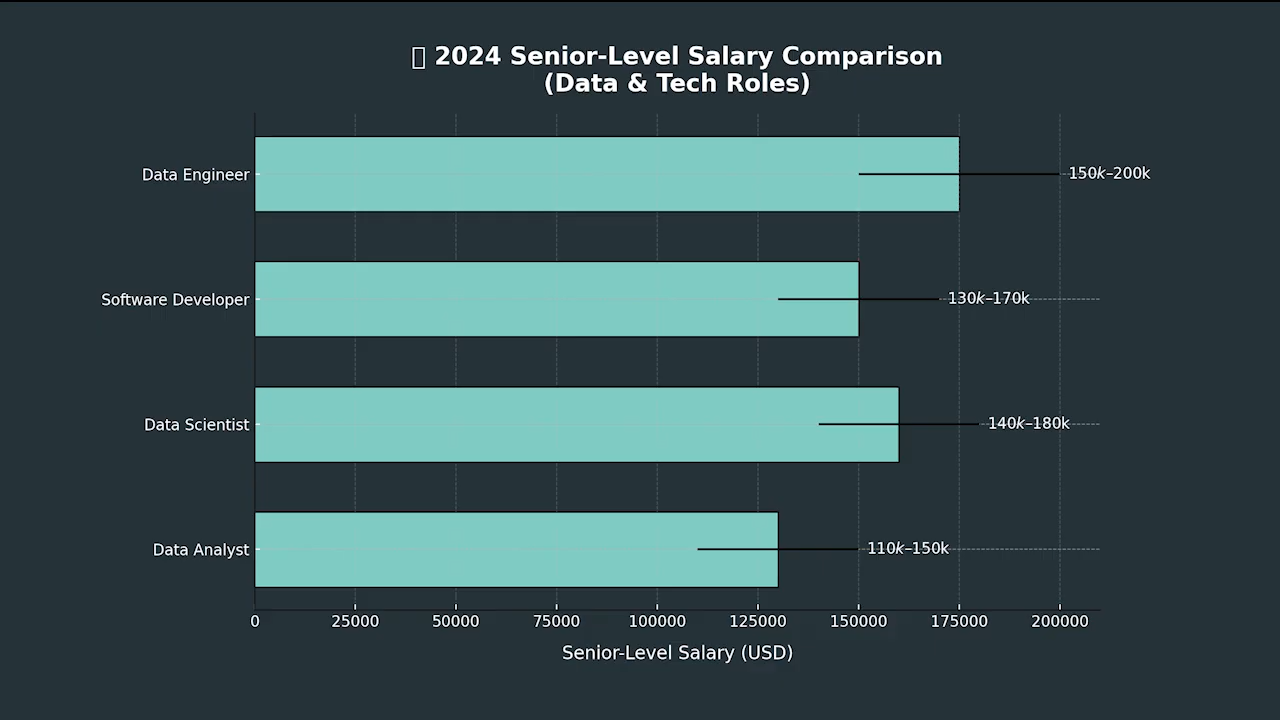 2024 Senior-Level Salary Comparison
(Data & Tech Roles)
Data Engineer
150k–200k
Software Developer
130k–170k
Data Scientist
140k–180k
Data Analyst
110k–150k
0 25000 50000 75000 100000 125000 150000 175000 200000
Senior-Level Salary (USD)